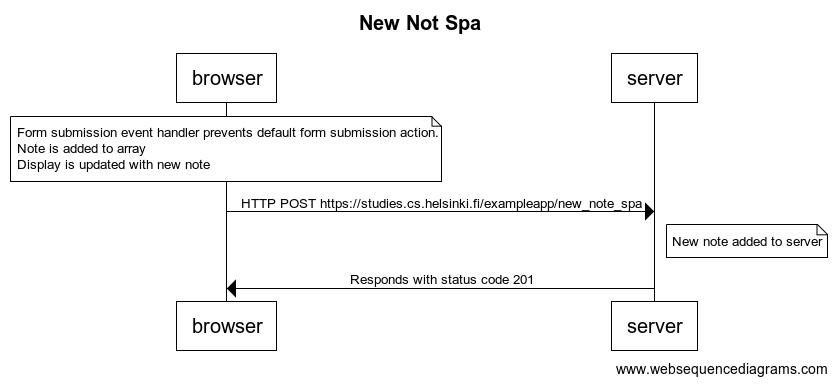 New Not Spa
browser
server
Form submission event handler prevents default form submission action.
Note is added to array
Display is updated with new note
HTTP POST https://studies.cs.helsinki.fi/exampleapp/new_note_spa
New note added to server
Responds with status code 201
browser
server
www.websequencediagrams.com